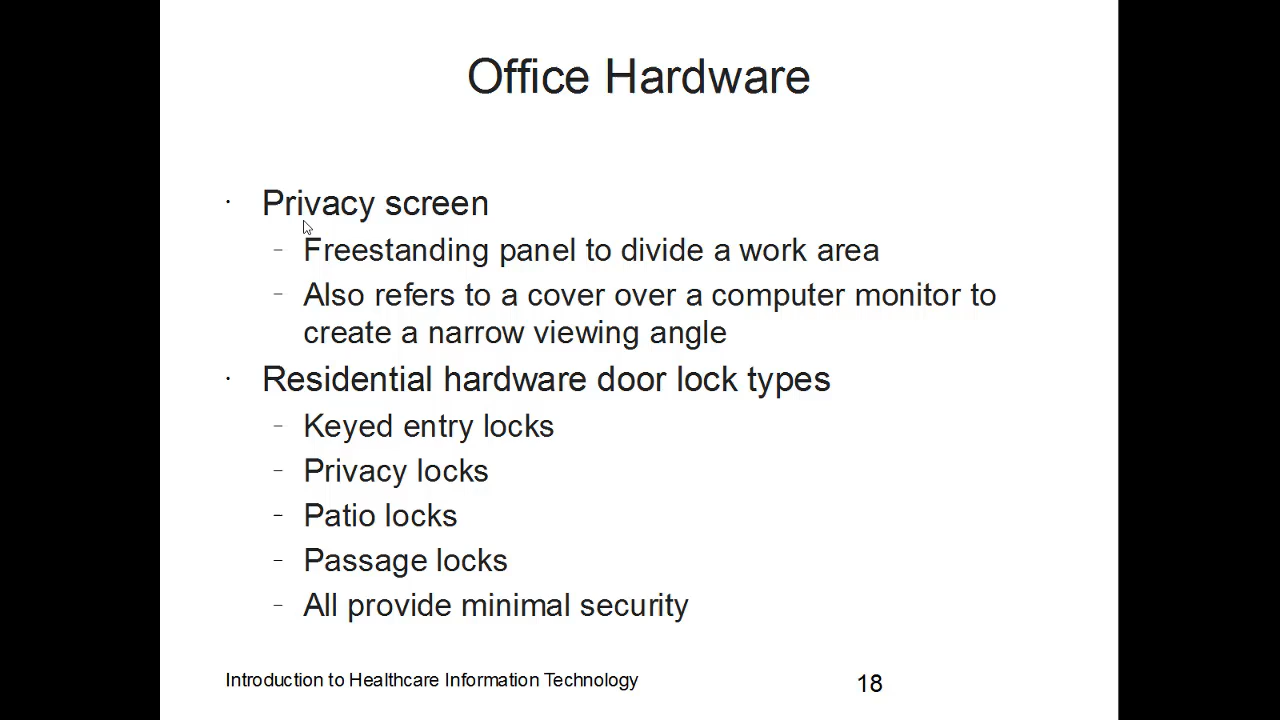 Office Hardware
· Privacy screen
– Freestanding panel to divide a work area
– Also refers to a cover over a computer monitor to
create a narrow viewing angle
· Residential hardware door lock types
– Keyed entry locks
– Privacy locks
– Patio locks
– Passage locks
– All provide minimal security
Introduction to Healthcare Information Technology
18